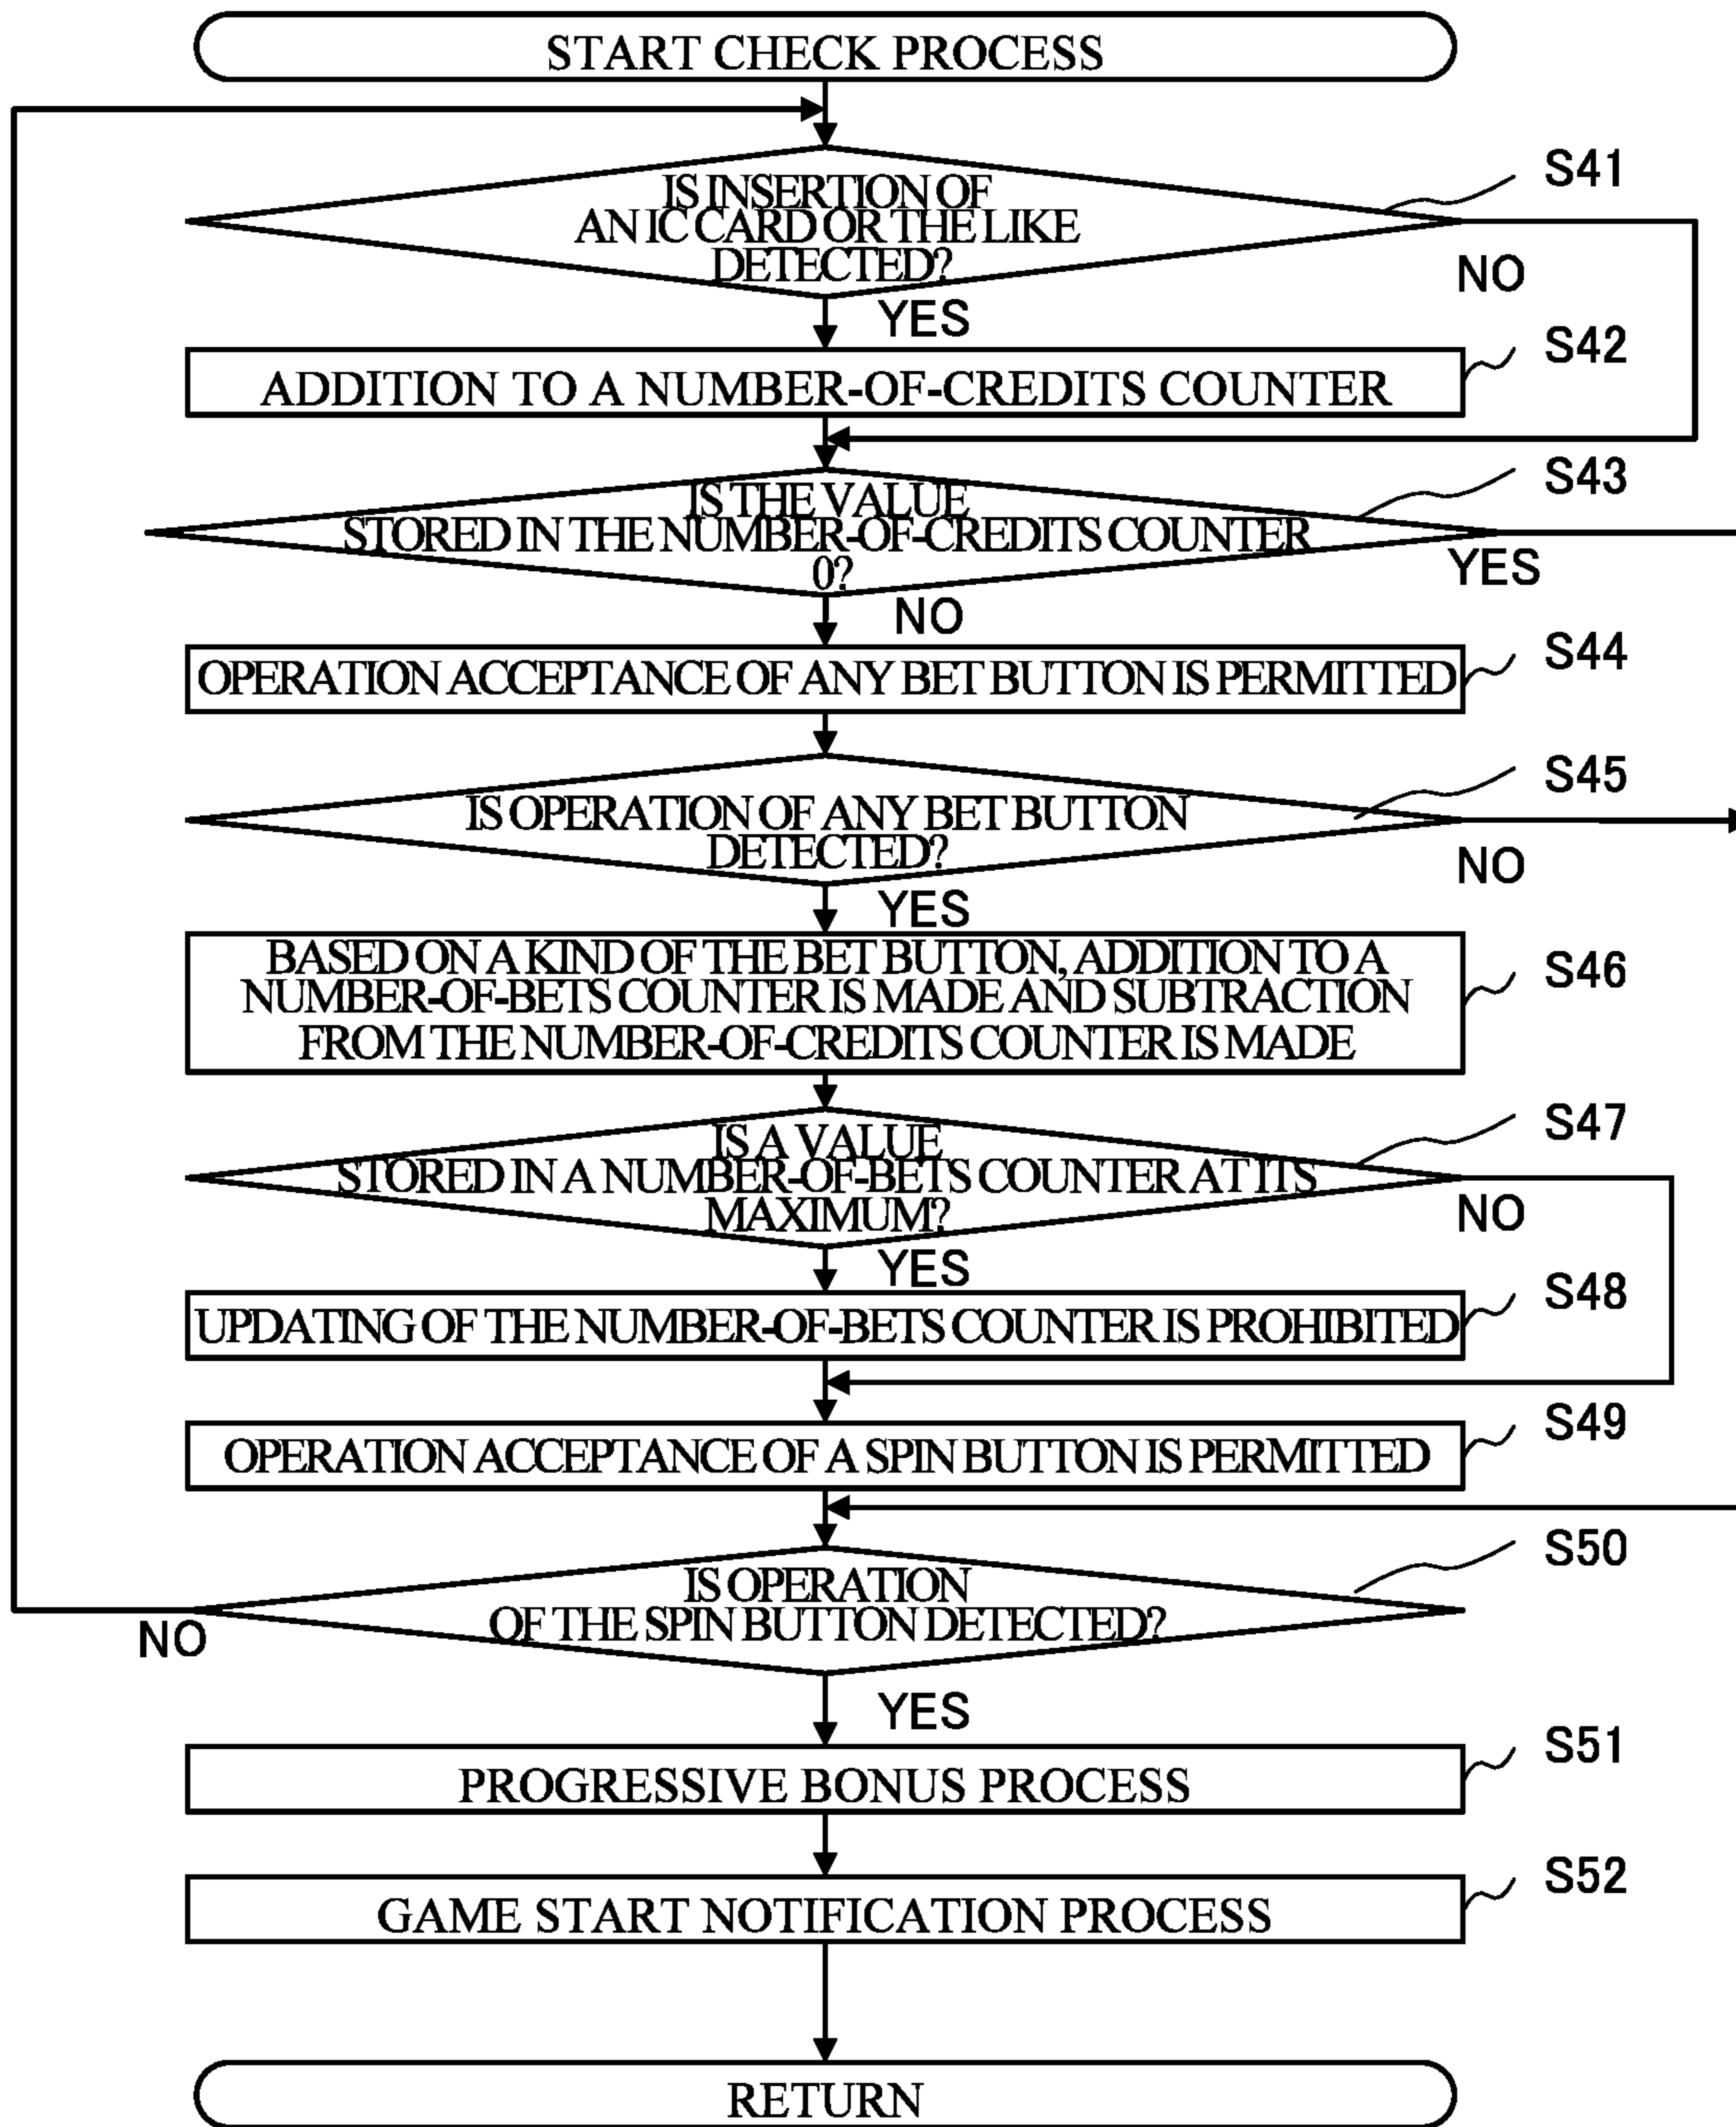 START CHECK PROCESS
S41
IS INSERTION OF
AN IC CARD OR THE LIKE
DETECTED?
NO
YES
S42
ADDITION TO A NUMBER-OF-CREDITS COUNTER
S43
IS THE VALUE
STORED IN THE NUMBER-OF-CREDITS COUNTER
0?
YES
NO
S44
OPERATION ACCEPTANCE OF ANY BET BUTTON IS PERMITTED
S45
IS OPERATION OF ANY BET BUTTON
DETECTED?
NO
YES
S46
BASED ON A KIND OF THE BET BUTTON, ADDITION TO A
NUMBER-OF-BETS COUNTER IS MADE AND SUBTRACTION
FROM THE NUMBER-OF-CREDITS COUNTER IS MADE
S47
IS A VALUE
STORED IN A NUMBER-OF-BETS COUNTER AT ITS
MAXIMUM?
NO
YES
S48
UPDATING OF THE NUMBER-OF-BETS COUNTER IS PROHIBITED
S49
OPERATION ACCEPTANCE OF A SPIN BUTTON IS PERMITTED
S50
IS OPERATION
OF THE SPIN BUTTON DETECTED?
NO
YES
S51
PROGRESSIVE BONUS PROCESS
S52
GAME START NOTIFICATION PROCESS
RETURN